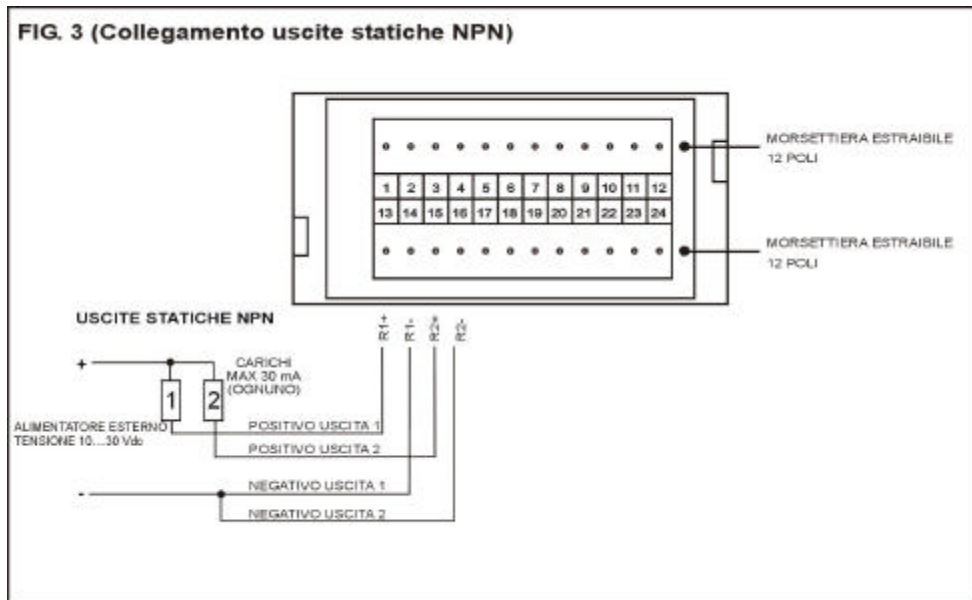 FIG. 3 (Collegamento uscite statiche NPN)
MORSETTIERA ESTRAIBILE
12 POLI
1 2 3 4 5 6 7 8 9 10 11 12
13 14 15 16 17 18 19 20 21 22 23 24
MORSETTIERA ESTRAIBILE
12 POLI
USCITE STATICHE NPN
R1+ R1- R2+ R2-
+
CARICHI
MAX 30 mA
(OGNUNO)
1 2
ALIMENTATORE ESTERNO
TENSIONE 10...30 Vdc
POSITIVO USCITA 1
POSITIVO USCITA 2
-
NEGATIVO USCITA 1
NEGATIVO USCITA 2